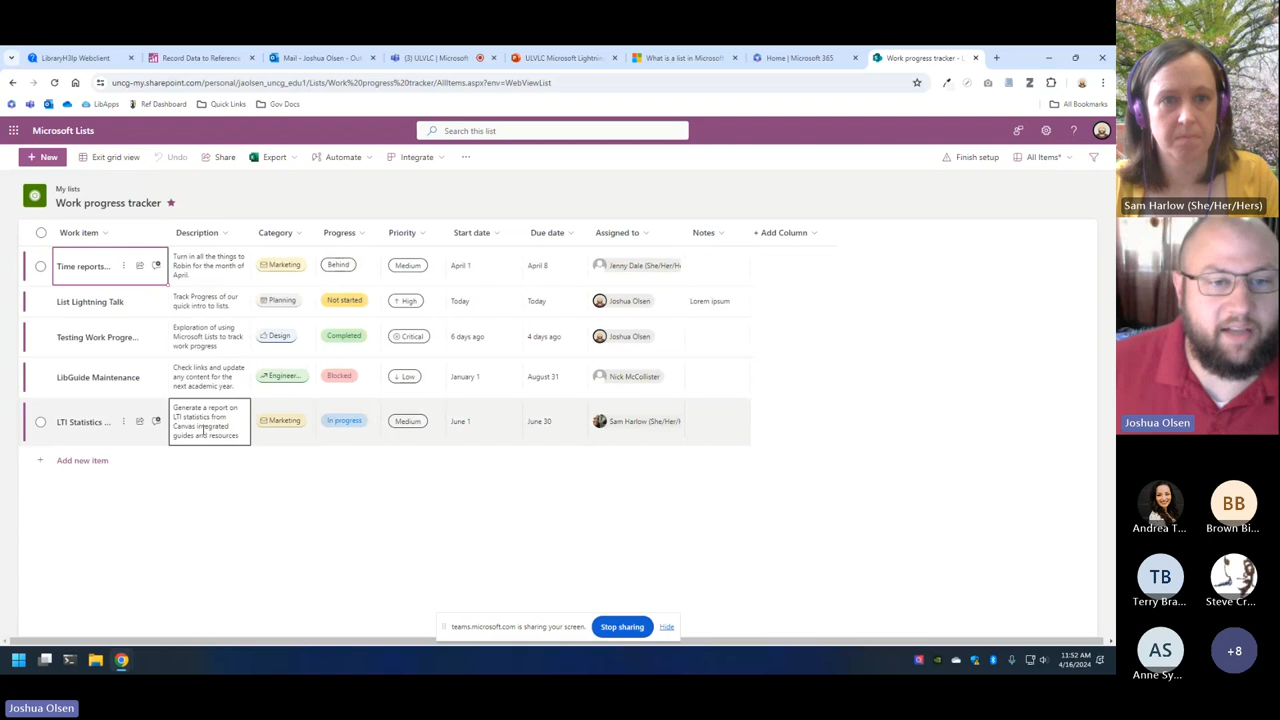 LibraryH3lp Webclient
Record Data to Reference
Mail - Joshua Olsen - Out
(3) ULVLC | Microsoft
ULVLC Microsoft Lightnin
What is a list in Microsoft
Home | Microsoft 365
Work progress tracker - L
uncg-my.sharepoint.com/personal/jaolsen_uncg_edu1/Lists/Work%20progress%20tracker/AllItems.aspx?env=WebViewList
LibApps
Ref Dashboard
Quick Links
Gov Docs
All Bookmarks
Microsoft Lists
Search this list
New
Exit grid view
Undo
Share
Export
Automate
Integrate
Finish setup
All Items*
My lists
Work progress tracker
Work item
Description
Category
Progress
Priority
Start date
Due date
Assigned to
Notes
+ Add Column
Time reports...
Turn in all the things to
Robin for the month of
April.
Marketing
Behind
Medium
April 1
April 8
Jenny Dale (She/Her/H
List Lightning Talk
Track Progress of our
quick intro to lists.
Planning
Not started
High
Today
Today
Joshua Olsen
Lorem ipsum
Testing Work Progre...
Exploration of using
Microsoft Lists to track
work progress
Design
Completed
Critical
6 days ago
4 days ago
Joshua Olsen
LibGuide Maintenance
Check links and update
any content for the
next academic year.
Engineer...
Blocked
Low
January 1
August 31
Nick McCollister
LTI Statistics ...
Generate a report on
LTI statistics from
Canvas integrated
guides and resources
Marketing
In progress
Medium
June 1
June 30
Sam Harlow (She/Her/H
Add new item
teams.microsoft.com is sharing your screen.
Stop sharing
Hide
11:52 AM
4/16/2024
Sam Harlow (She/Her/Hers)
Joshua Olsen
Andrea T...
BB
Brown Bi...
TB
Terry Bra...
Steve Cr...
AS
Anne Sy...
+8
Joshua Olsen